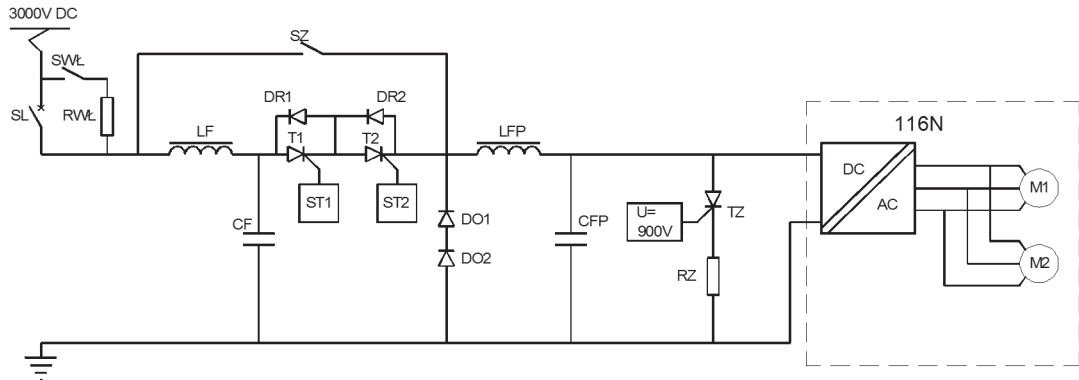 3000V DC
SWŁ
SZ
SL
RWŁ
DR1
DR2
LF
T1
T2
LFP
116N
DC
AC
M1
ST1
ST2
CF
DO1
DO2
CFP
U=
900V
TZ
RZ
M2